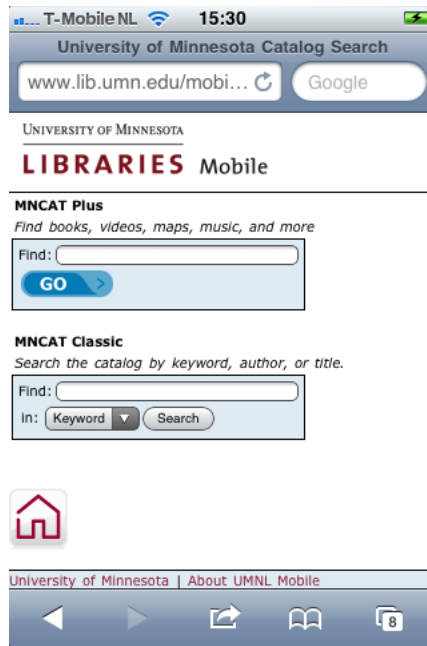 T-Mobile NL 15:30
University of Minnesota Catalog Search
www.lib.umn.edu/mobi... Google
UNIVERSITY OF MINNESOTA
LIBRARIES Mobile
MNCAT Plus
Find books, videos, maps, music, and more
Find:
GO >
MNCAT Classic
Search the catalog by keyword, author, or title.
Find:
in: Keyword Search
University of Minnesota | About UMNL Mobile
8